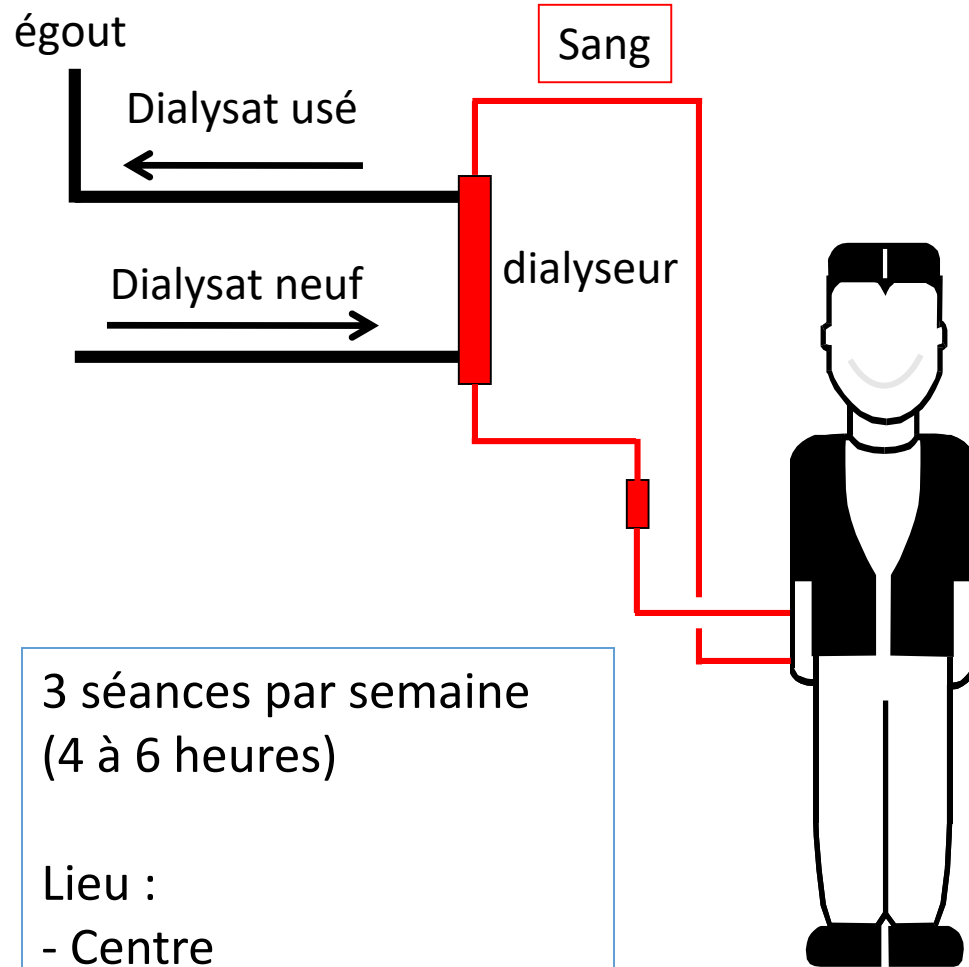 égout
Sang
Dialysat usé
dialyseur
Dialysat neuf
3 séances par semaine
(4 à 6 heures)
Lieu :
- Centre